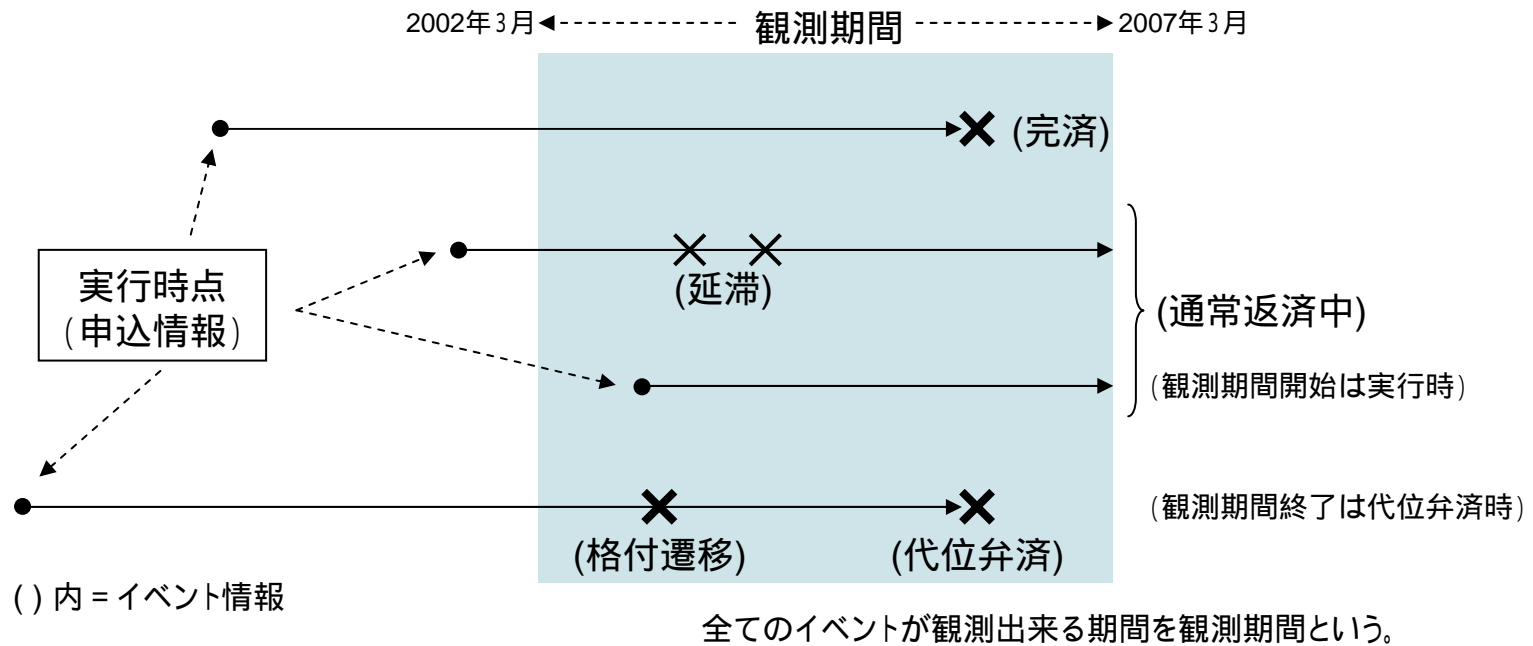 2002年3月 観測期間 2007年3月
(完済)
(延滞)
実行時点
(申込情報)
(通常返済中)
(観測期間開始は実行時)
(観測期間終了は代位弁済時)
(格付遷移) (代位弁済)
( ) 内 = イベント情報
全てのイベントが観測出来る期間を観測期間という。